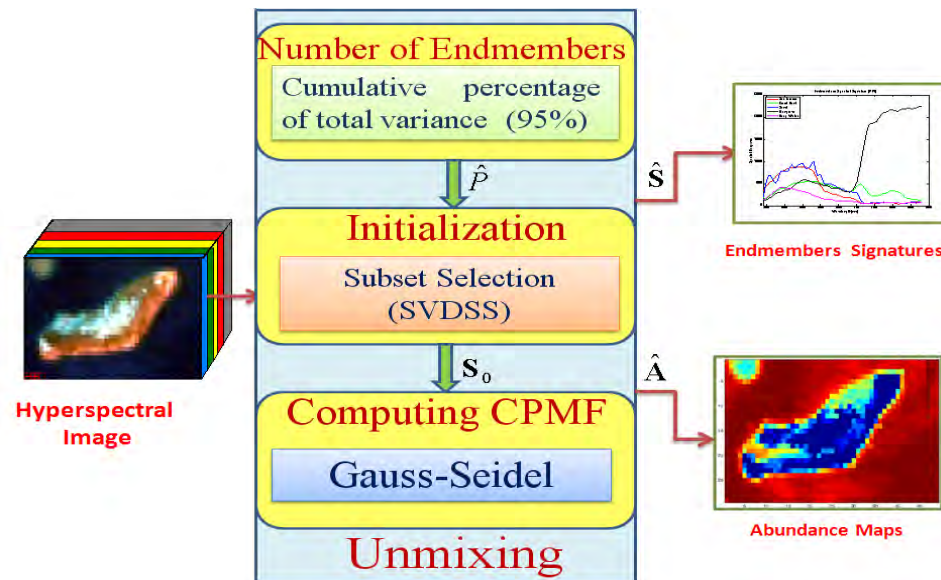 Number of Endmembers
Cumulative percentage
of total variance (95%)
P̂
Ŝ
Initialization
Subset Selection
(SVDSS)
S₀
Â
Computing CPMF
Gauss-Seidel
Unmixing
Hyperspectral
Image
Endmembers Signatures
Abundance Maps